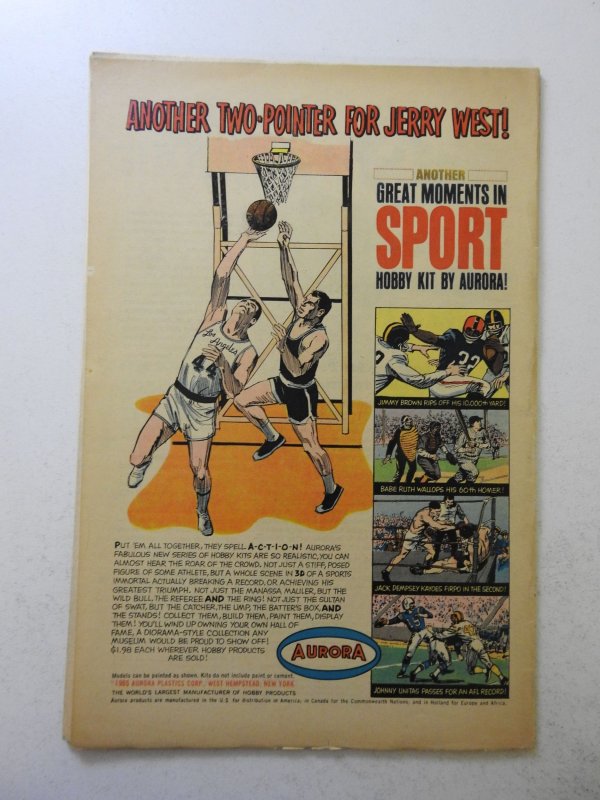 ANOTHER TWO-POINTER FOR JERRY WEST!
ANOTHER
GREAT MOMENTS IN
SPORT
HOBBY KIT BY AURORA!
Los Angeles
44
32
JIMMY BROWN RIPS OFF HIS 10,000th YARD!
BABE RUTH WALLOPS HIS 60th HOMER!
JACK DEMPSEY KAYOES FIRPO IN THE SECOND!
JOHNNY UNITAS PASSES FOR AN AFL RECORD!
PUT 'EM ALL TOGETHER, THEY SPELL A-C-T-I-O-N! AURORA'S
FABULOUS NEW SERIES OF HOBBY KITS ARE SO REALISTIC, YOU CAN
ALMOST HEAR THE ROAR OF THE CROWD. NOT JUST A STIFF, POSED
FIGURE OF SOME ATHLETE, BUT A WHOLE SCENE IN 3D OF A SPORTS
IMMORTAL ACTUALLY BREAKING A RECORD, OR ACHIEVING HIS
GREATEST TRIUMPH. NOT JUST THE MANASSA MAULER, BUT THE
WILD BULL, THE REFEREE AND THE RING! NOT JUST THE SULTAN
OF SWAT, BUT THE CATCHER, THE UMP, THE BATTER'S BOX, AND
THE STANDS! COLLECT THEM, BUILD THEM, PAINT THEM, DISPLAY
THEM! YOU'LL WIND UP OWNING YOUR OWN HALL OF
FAME, A DIORAMA-STYLE COLLECTION ANY
MUSEUM WOULD BE PROUD TO SHOW OFF!
$1.98 EACH WHEREVER HOBBY PRODUCTS
ARE SOLD!
AURORA
Models can be painted as shown. Kits do not include paint or cement.
©1965 AURORA PLASTICS CORP., WEST HEMPSTEAD, NEW YORK
THE WORLD'S LARGEST MANUFACTURER OF HOBBY PRODUCTS
Aurora products are manufactured in the U.S. for distribution in America; in Canada for the Commonwealth Nations; and in Holland for Europe and Africa.